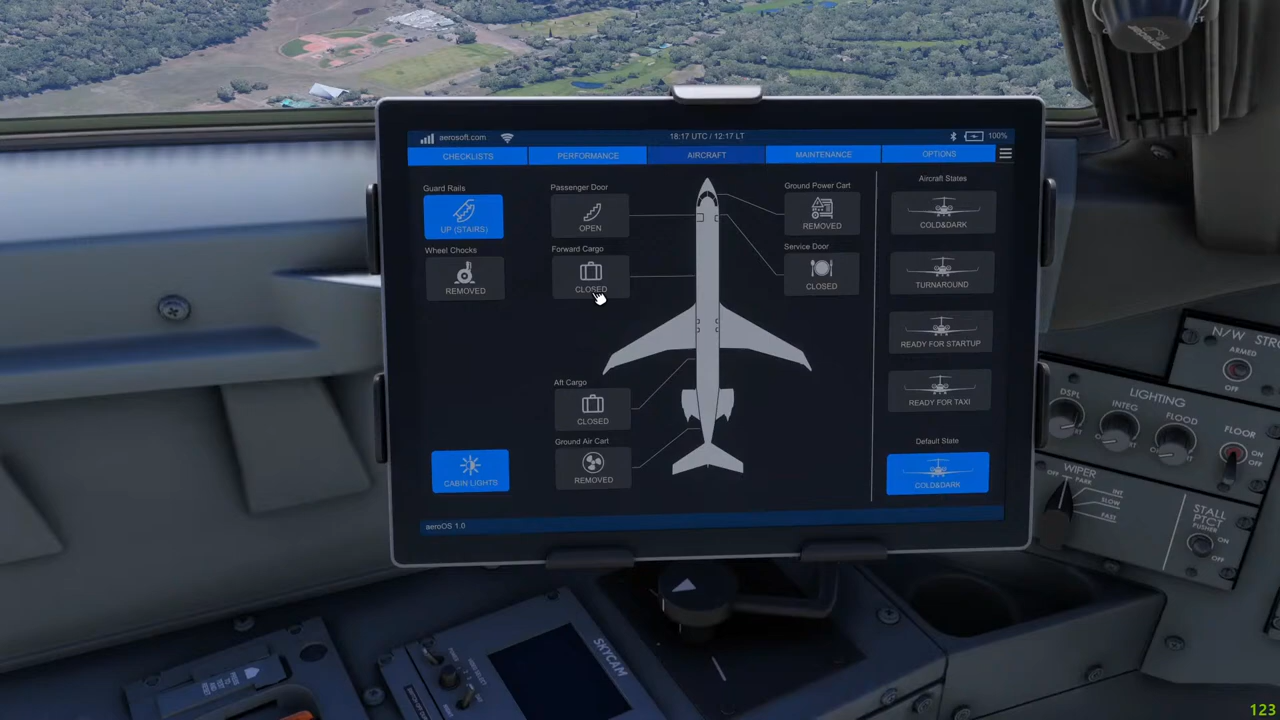 aerosoft.com
18:17 UTC / 12:17 LT
100%
CHECKLISTS
PERFORMANCE
AIRCRAFT
MAINTENANCE
OPTIONS
Guard Rails
UP (STAIRS)
Wheel Chocks
REMOVED
CABIN LIGHTS
Passenger Door
OPEN
Forward Cargo
CLOSED
Aft Cargo
CLOSED
Ground Air Cart
REMOVED
Ground Power Cart
REMOVED
Service Door
CLOSED
Aircraft States
COLD&DARK
TURNAROUND
READY FOR STARTUP
READY FOR TAXI
Default State
COLD&DARK
aeroOS 1.0
N/W STRG
ARMED
OFF
LIGHTING
DSPL
INTEG
FLOOD
FLOOR
ON
OFF
WIPER
PARK
INT
SLOW
FAST
STALL
PTCT
PUSHER
ON
OFF
SKYCAM
123